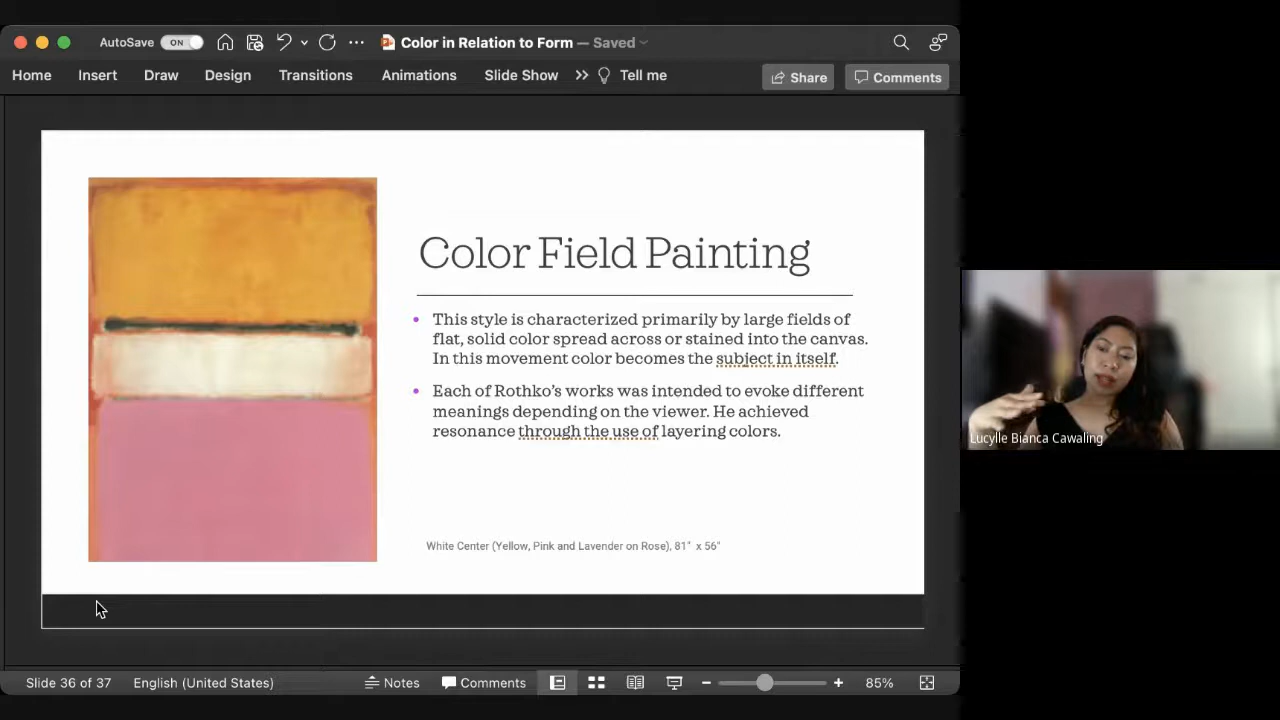 AutoSave ON Color in Relation to Form — Saved
Home Insert Draw Design Transitions Animations Slide Show Tell me Share Comments
Color Field Painting
• This style is characterized primarily by large fields of
flat, solid color spread across or stained into the canvas.
In this movement color becomes the subject in itself.
• Each of Rothko's works was intended to evoke different
meanings depending on the viewer. He achieved
resonance through the use of layering colors.
White Center (Yellow, Pink and Lavender on Rose), 81" x 56"
Lucylle Bianca Cawaling
Slide 36 of 37 English (United States) Notes Comments 85%